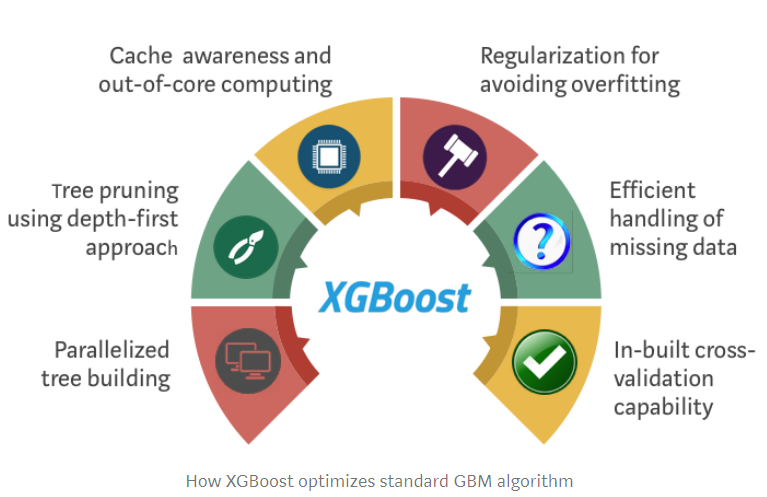 Cache awareness and
out-of-core computing
Regularization for
avoiding overfitting
Tree pruning
using depth-first
approach
Efficient
handling of
missing data
?
XGBoost
Parallelized
tree building
In-built cross-
validation
capability
How XGBoost optimizes standard GBM algorithm